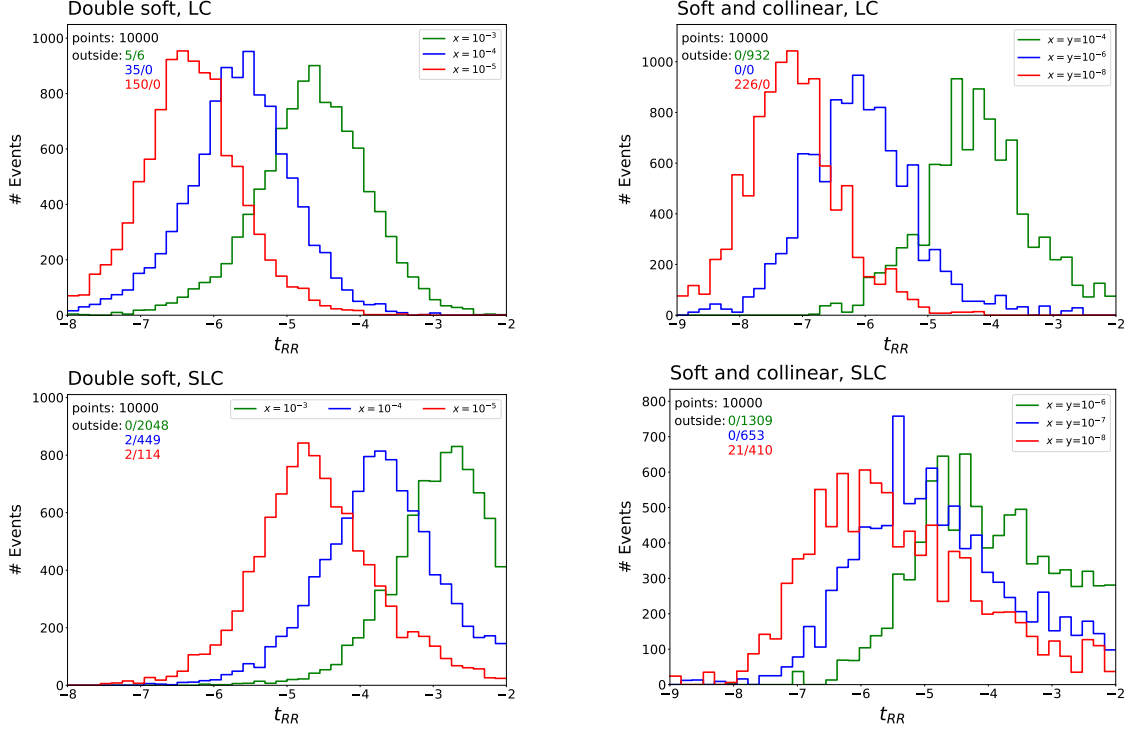 Double soft, LC
points: 10000
outside: 5/6
35/0
150/0
x = 10⁻³
x = 10⁻⁴
x = 10⁻⁵
# Events
1000
800
600
400
200
0
−8 −7 −6 −5 −4 −3 −2
t_RR
Soft and collinear, LC
points: 10000
outside: 0/932
0/0
226/0
x = y=10⁻⁴
x = y=10⁻⁶
x = y=10⁻⁸
# Events
1000
800
600
400
200
0
−9 −8 −7 −6 −5 −4 −3 −2
t_RR
Double soft, SLC
points: 10000
outside: 0/2048
2/449
2/114
x = 10⁻³ x = 10⁻⁴ x = 10⁻⁵
# Events
1000
800
600
400
200
0
−8 −7 −6 −5 −4 −3 −2
t_RR
Soft and collinear, SLC
points: 10000
outside: 0/1309
0/653
21/410
x = y=10⁻⁶
x = y=10⁻⁷
x = y=10⁻⁸
# Events
800
700
600
500
400
300
200
100
0
−9 −8 −7 −6 −5 −4 −3 −2
t_RR